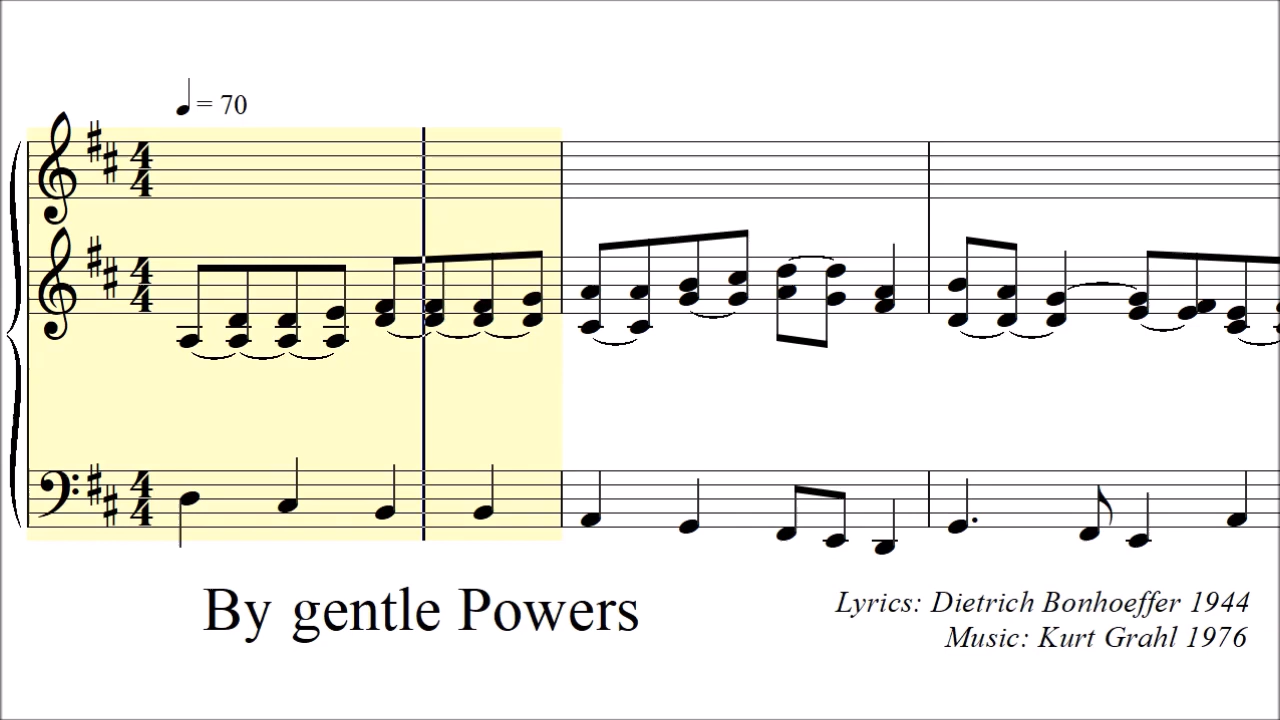 = 70
By gentle Powers
Lyrics: Dietrich Bonhoeffer 1944
Music: Kurt Grahl 1976